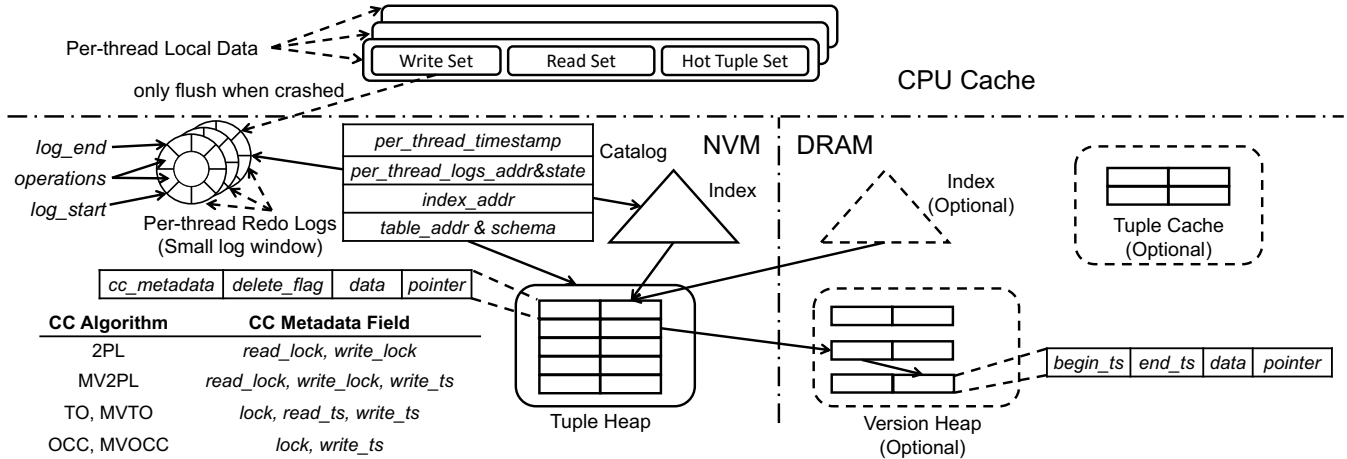 Per-thread Local Data
Write Set
Read Set
Hot Tuple Set
only flush when crashed
CPU Cache
log_end
operations
log_start
Per-thread Redo Logs
(Small log window)
per_thread_timestamp
per_thread_logs_addr&state
index_addr
table_addr & schema
Catalog
Index
NVM
DRAM
Index
(Optional)
Tuple Cache
(Optional)
cc_metadata
delete_flag
data
pointer
CC Algorithm CC Metadata Field
2PL read_lock, write_lock
MV2PL read_lock, write_lock, write_ts
TO, MVTO lock, read_ts, write_ts
OCC, MVOCC lock, write_ts
Tuple Heap
Version Heap
(Optional)
begin_ts
end_ts
data
pointer